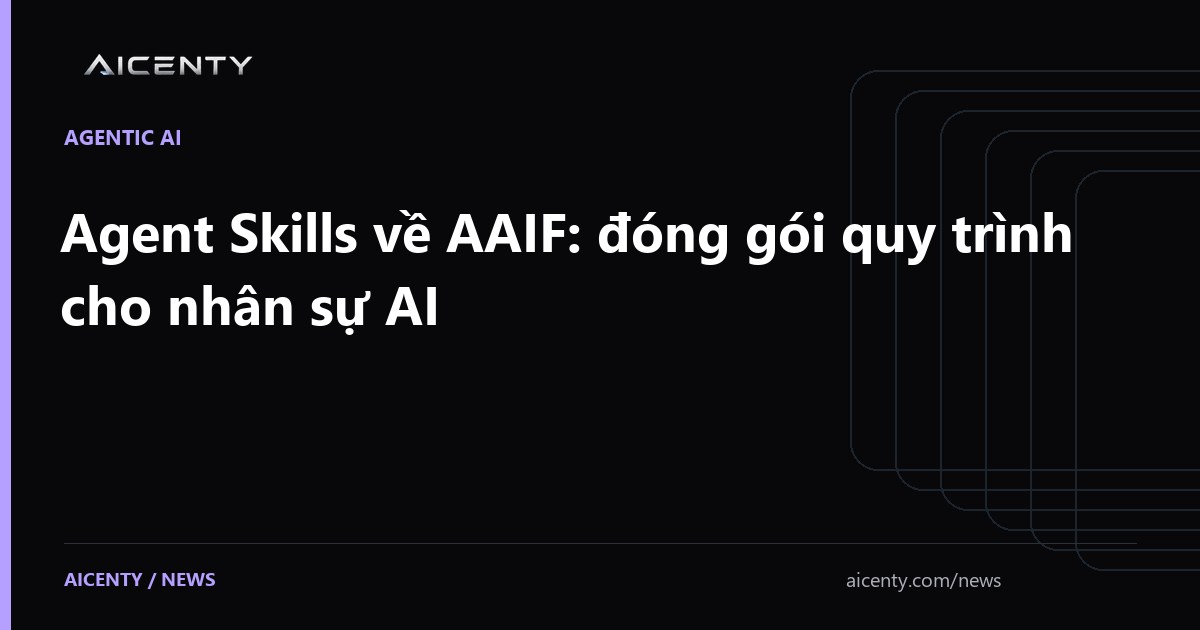 AICENTY
AGENTIC AI
Agent Skills về AAIF: đóng gói quy trình
cho nhân sự AI
AICENTY / NEWS
aicenty.com/news